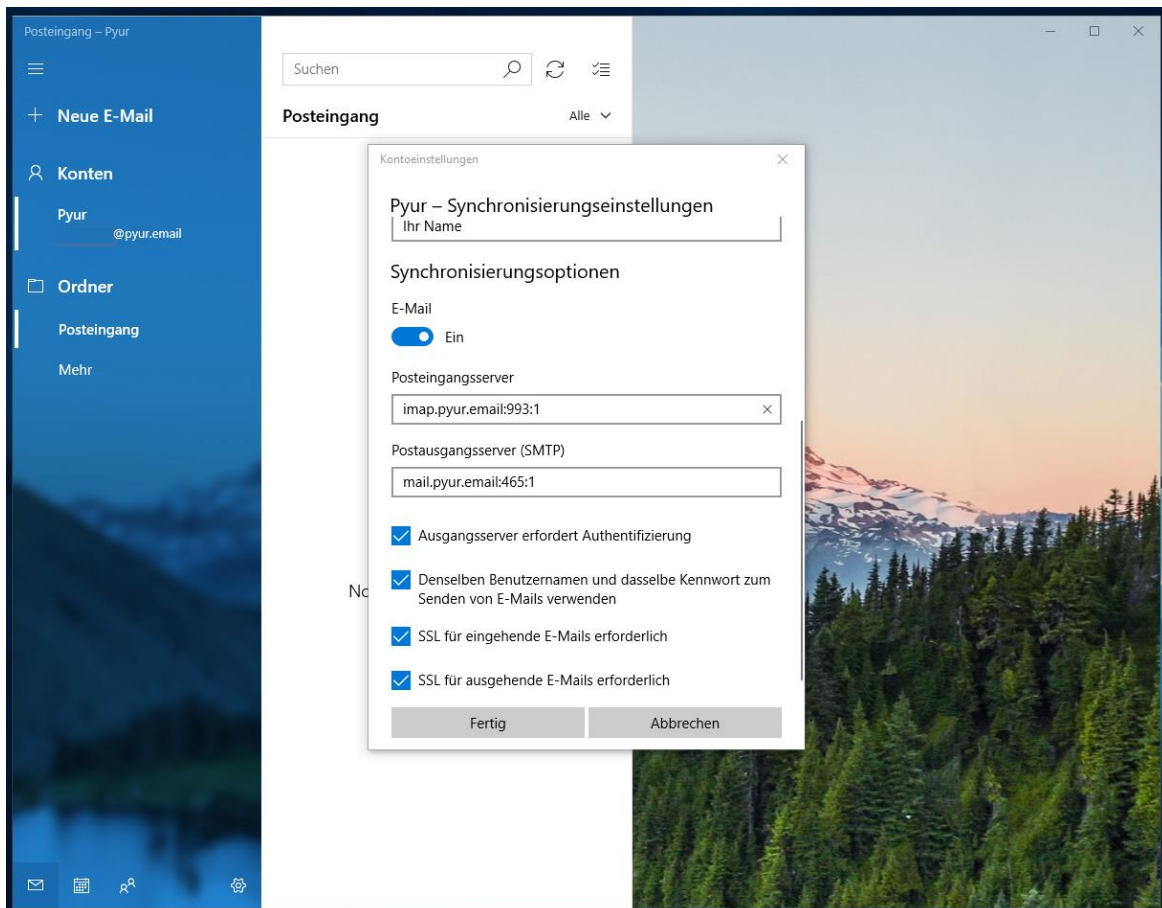 Posteingang – Pyur
Neue E-Mail
Konten
Pyur
@pyur.email
Ordner
Posteingang
Mehr
Suchen
Posteingang
Alle
No
Kontoeinstellungen
Pyur – Synchronisierungseinstellungen
Ihr Name
Synchronisierungsoptionen
E-Mail
Ein
Posteingangsserver
imap.pyur.email:993:1
Postausgangsserver (SMTP)
mail.pyur.email:465:1
Ausgangsserver erfordert Authentifizierung
Denselben Benutzernamen und dasselbe Kennwort zum
Senden von E-Mails verwenden
SSL für eingehende E-Mails erforderlich
SSL für ausgehende E-Mails erforderlich
Fertig
Abbrechen